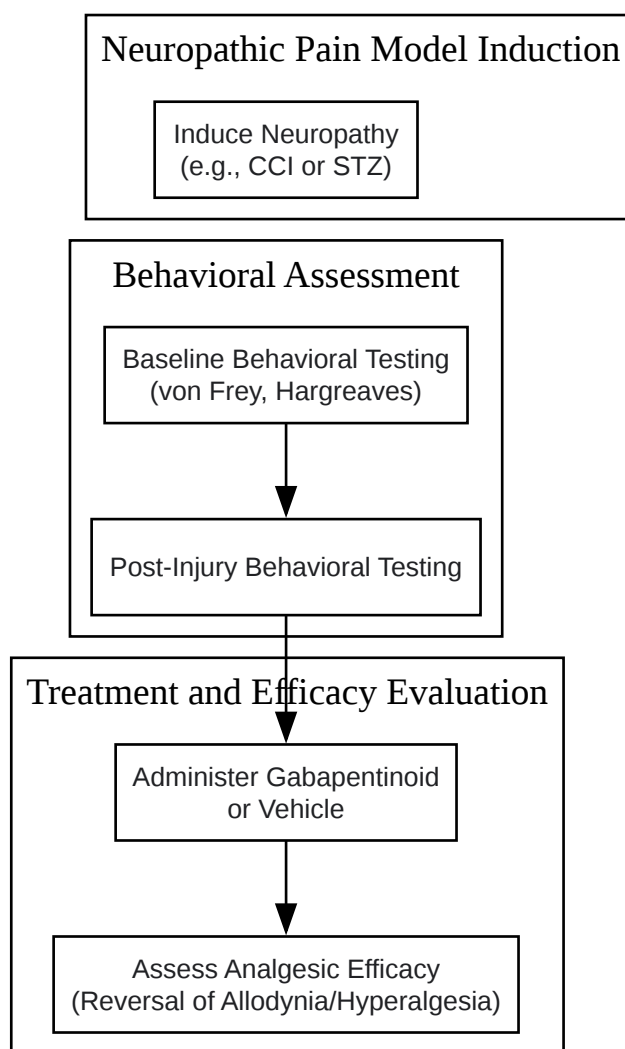 Neuropathic Pain Model Induction
Induce Neuropathy
(e.g., CCI or STZ)
Behavioral Assessment
Baseline Behavioral Testing
(von Frey, Hargreaves)
Post-Injury Behavioral Testing
Treatment and Efficacy Evaluation
Administer Gabapentinoid
or Vehicle
Assess Analgesic Efficacy
(Reversal of Allodynia/Hyperalgesia)